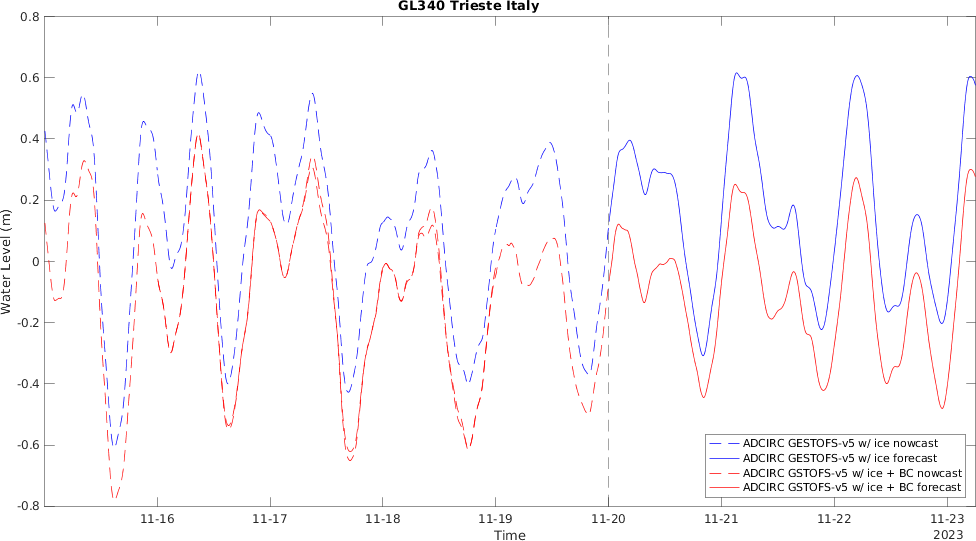 GL340 Trieste Italy
0.8
0.6
0.4
0.2
0
-0.2
-0.4
-0.6
-0.8
Water Level (m)
11-16
11-17
11-18
11-19
11-20
11-21
11-22
11-23
2023
Time
ADCIRC GESTOFS-v5 w/ ice nowcast
ADCIRC GESTOFS-v5 w/ ice forecast
ADCIRC GSTOFS-v5 w/ ice + BC nowcast
ADCIRC GSTOFS-v5 w/ ice + BC forecast